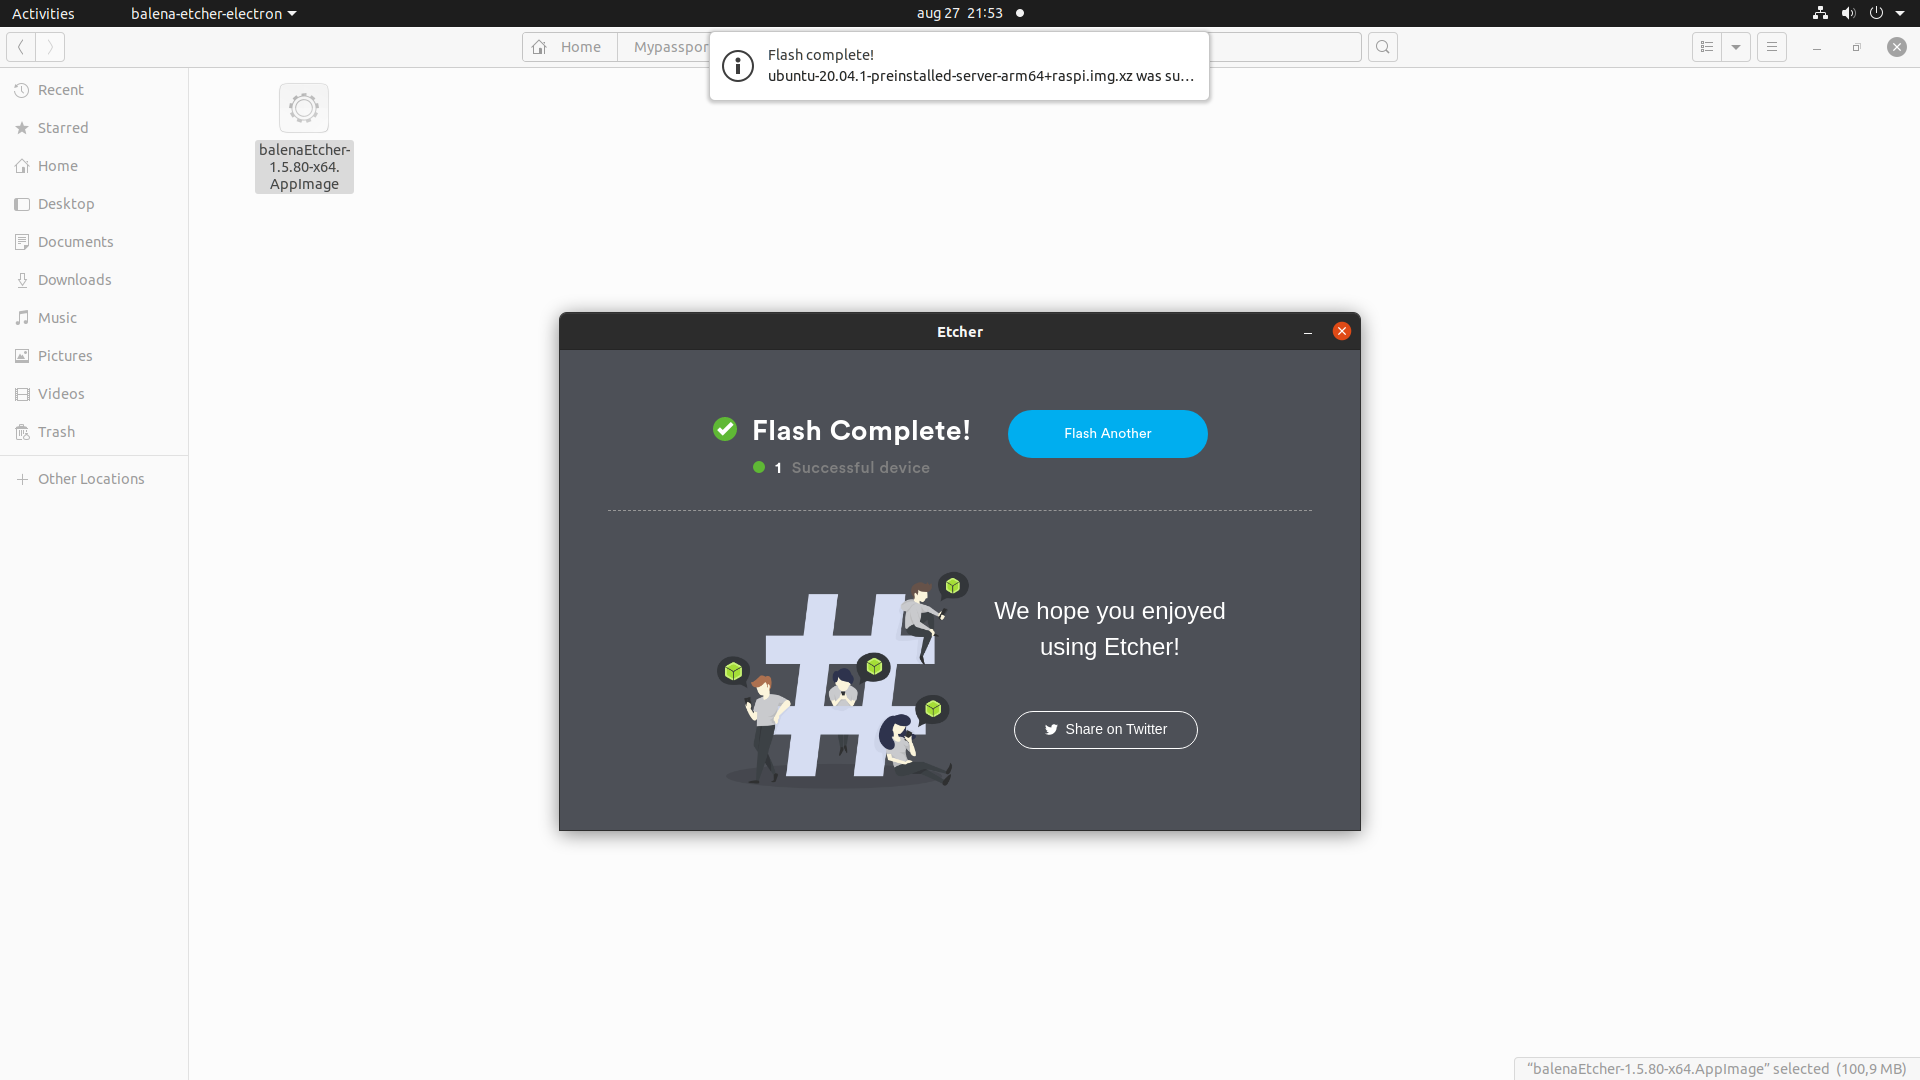 Activities
balena-etcher-electron
aug 27 21:53
Home
Mypasspor
Flash complete!
ubuntu-20.04.1-preinstalled-server-arm64+raspi.img.xz was su…
Recent
Starred
Home
Desktop
Documents
Downloads
Music
Pictures
Videos
Trash
Other Locations
balenaEtcher-
1.5.80-x64.
AppImage
Etcher
Flash Complete!
1 Successful device
Flash Another
We hope you enjoyed
using Etcher!
Share on Twitter
“balenaEtcher-1.5.80-x64.AppImage” selected (100,9 MB)